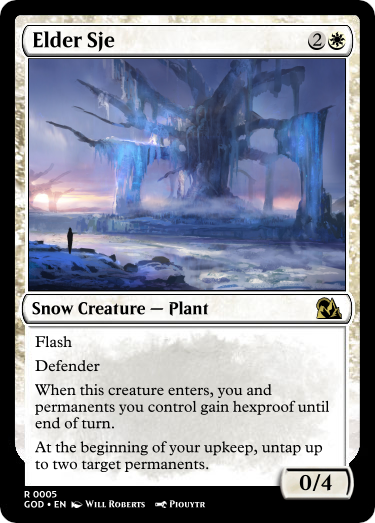 Elder Sje 2
Snow Creature — Plant
Flash
Defender
When this creature enters, you and
permanents you control gain hexproof until
end of turn.
At the beginning of your upkeep, untap up
to two target permanents.
0/4
R 0005
GOD • EN Will Roberts Piouytr